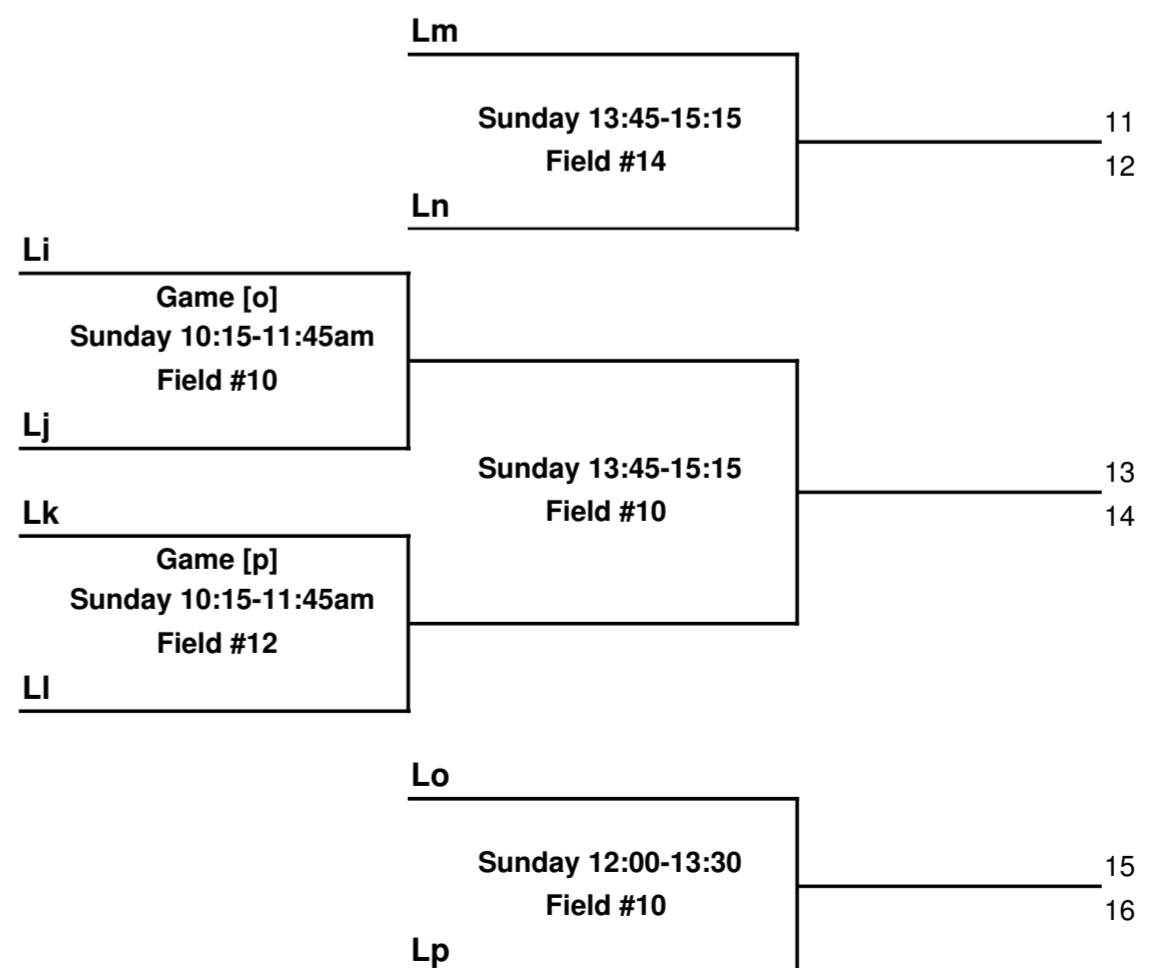 Lm
Sunday 13:45-15:15
Field #14
11
12
Ln
Li
Game [o]
Sunday 10:15-11:45am
Field #10
Lj
Sunday 13:45-15:15
Field #10
13
14
Lk
Game [p]
Sunday 10:15-11:45am
Field #12
Ll
Lo
Sunday 12:00-13:30
Field #10
15
16
Lp